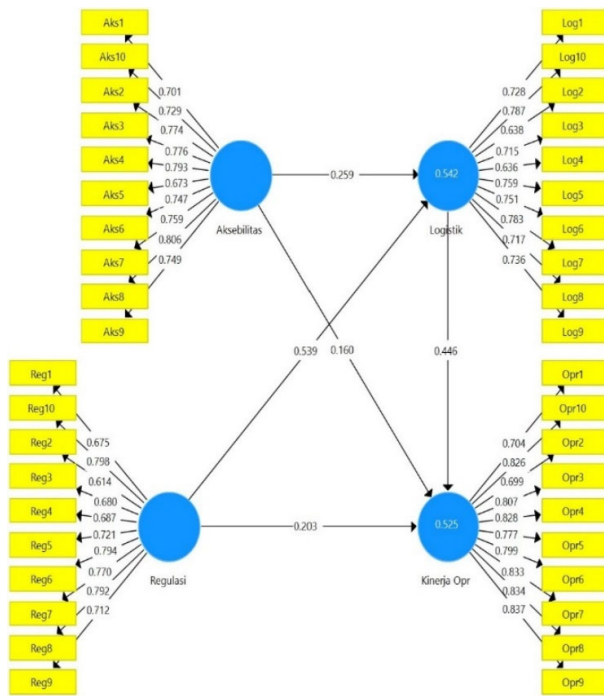 Aks1
Aks10
Aks2
Aks3
Aks4
Aks5
Aks6
Aks7
Aks8
Aks9
0.701
0.729
0.774
0.776
0.793
0.673
0.747
0.759
0.806
0.749
Aksebilitas
0.259
0.542
Logistik
0.728
0.787
0.638
0.715
0.636
0.759
0.751
0.783
0.717
0.736
Log1
Log10
Log2
Log3
Log4
Log5
Log6
Log7
Log8
Log9
0.539
0.160
0.446
Reg1
Reg10
Reg2
Reg3
Reg4
Reg5
Reg6
Reg7
Reg8
Reg9
0.675
0.798
0.614
0.680
0.687
0.721
0.794
0.770
0.792
0.712
Regulasi
0.203
0.525
Kinerja Opr
0.704
0.826
0.699
0.807
0.828
0.777
0.799
0.833
0.834
0.837
Opr1
Opr10
Opr2
Opr3
Opr4
Opr5
Opr6
Opr7
Opr8
Opr9